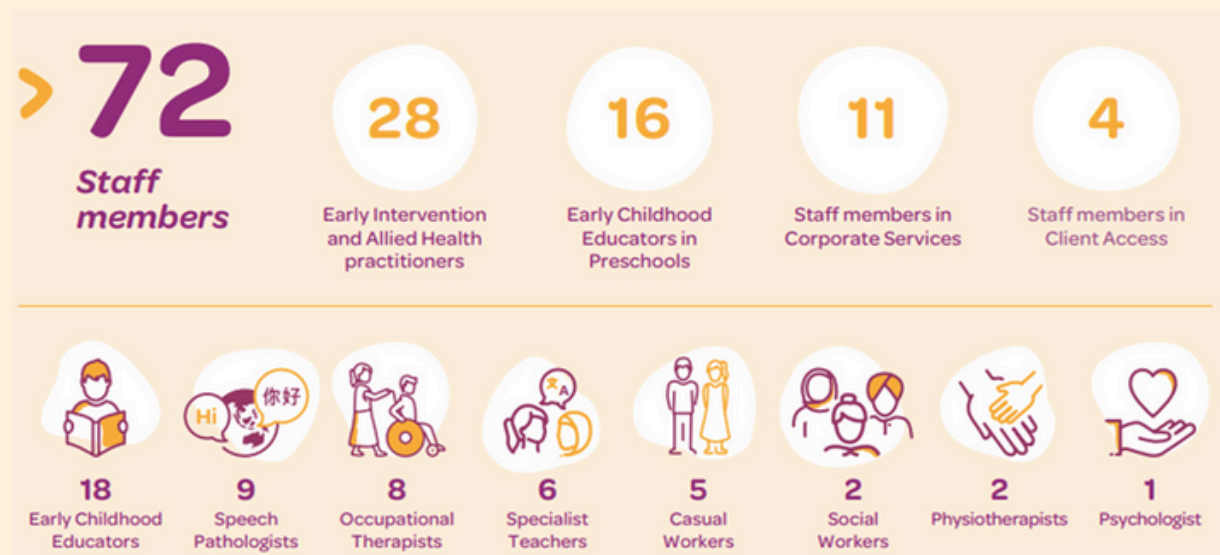 72
Staff
members
28
Early Intervention
and Allied Health
practitioners
16
Early Childhood
Educators in
Preschools
11
Staff members in
Corporate Services
4
Staff members in
Client Access
18
Early Childhood
Educators
Hi
你好
9
Speech
Pathologists
8
Occupational
Therapists
文
A
6
Specialist
Teachers
5
Casual
Workers
2
Social
Workers
2
Physiotherapists
1
Psychologist